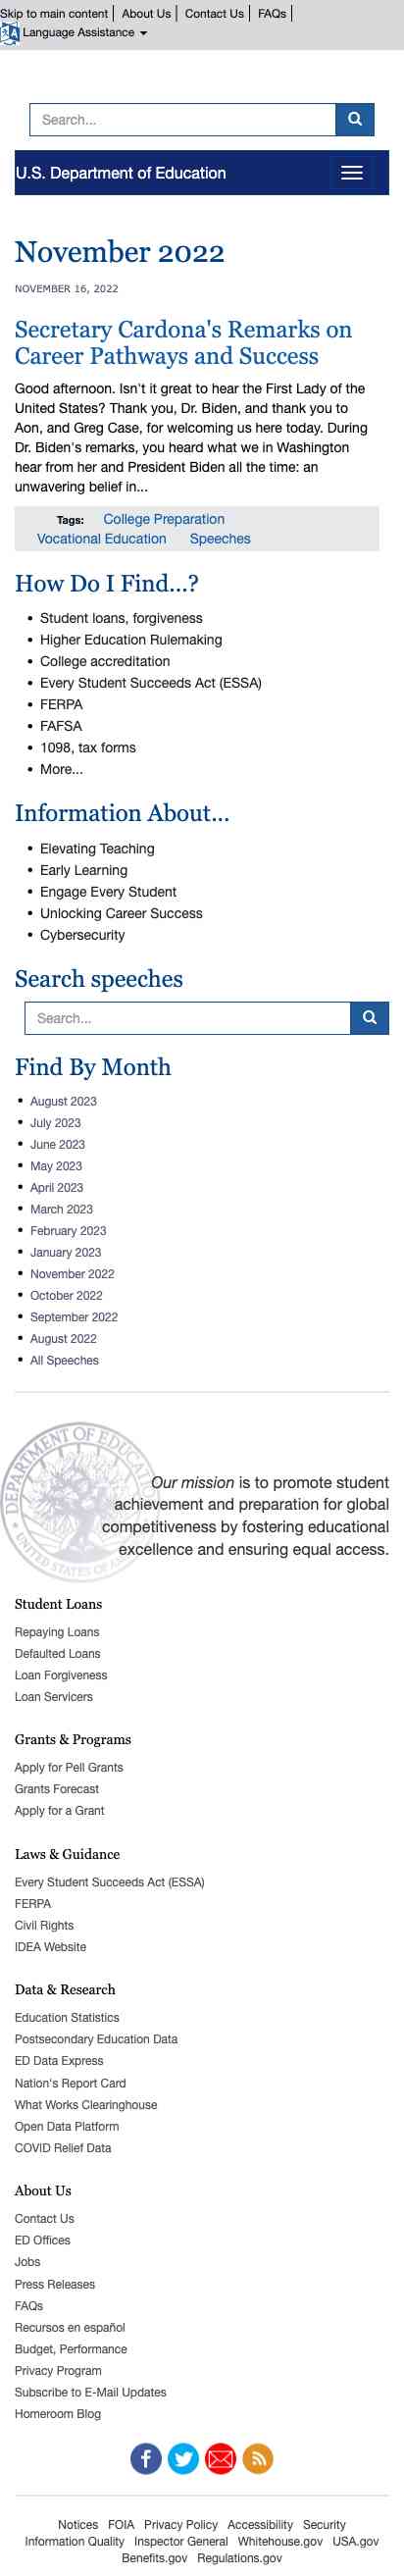 Skip to main content | About Us | Contact Us | FAQs |
Language Assistance
Search...
U.S. Department of Education
November 2022
NOVEMBER 16, 2022
Secretary Cardona's Remarks on
Career Pathways and Success
Good afternoon. Isn't it great to hear the First Lady of the
United States? Thank you, Dr. Biden, and thank you to
Aon, and Greg Case, for welcoming us here today. During
Dr. Biden's remarks, you heard what we in Washington
hear from her and President Biden all the time: an
unwavering belief in...
Tags: College Preparation
Vocational Education Speeches
How Do I Find...?
• Student loans, forgiveness
• Higher Education Rulemaking
• College accreditation
• Every Student Succeeds Act (ESSA)
• FERPA
• FAFSA
• 1098, tax forms
• More...
Information About...
• Elevating Teaching
• Early Learning
• Engage Every Student
• Unlocking Career Success
• Cybersecurity
Search speeches
Search...
Find By Month
• August 2023
• July 2023
• June 2023
• May 2023
• April 2023
• March 2023
• February 2023
• January 2023
• November 2022
• October 2022
• September 2022
• August 2022
• All Speeches
DEPARTMENT OF EDUCA
UNITED STATES OF AMERICA
Our mission is to promote student
achievement and preparation for global
competitiveness by fostering educational
excellence and ensuring equal access.
Student Loans
Repaying Loans
Defaulted Loans
Loan Forgiveness
Loan Servicers
Grants & Programs
Apply for Pell Grants
Grants Forecast
Apply for a Grant
Laws & Guidance
Every Student Succeeds Act (ESSA)
FERPA
Civil Rights
IDEA Website
Data & Research
Education Statistics
Postsecondary Education Data
ED Data Express
Nation's Report Card
What Works Clearinghouse
Open Data Platform
COVID Relief Data
About Us
Contact Us
ED Offices
Jobs
Press Releases
FAQs
Recursos en español
Budget, Performance
Privacy Program
Subscribe to E-Mail Updates
Homeroom Blog
Notices FOIA Privacy Policy Accessibility Security
Information Quality Inspector General Whitehouse.gov USA.gov
Benefits.gov Regulations.gov